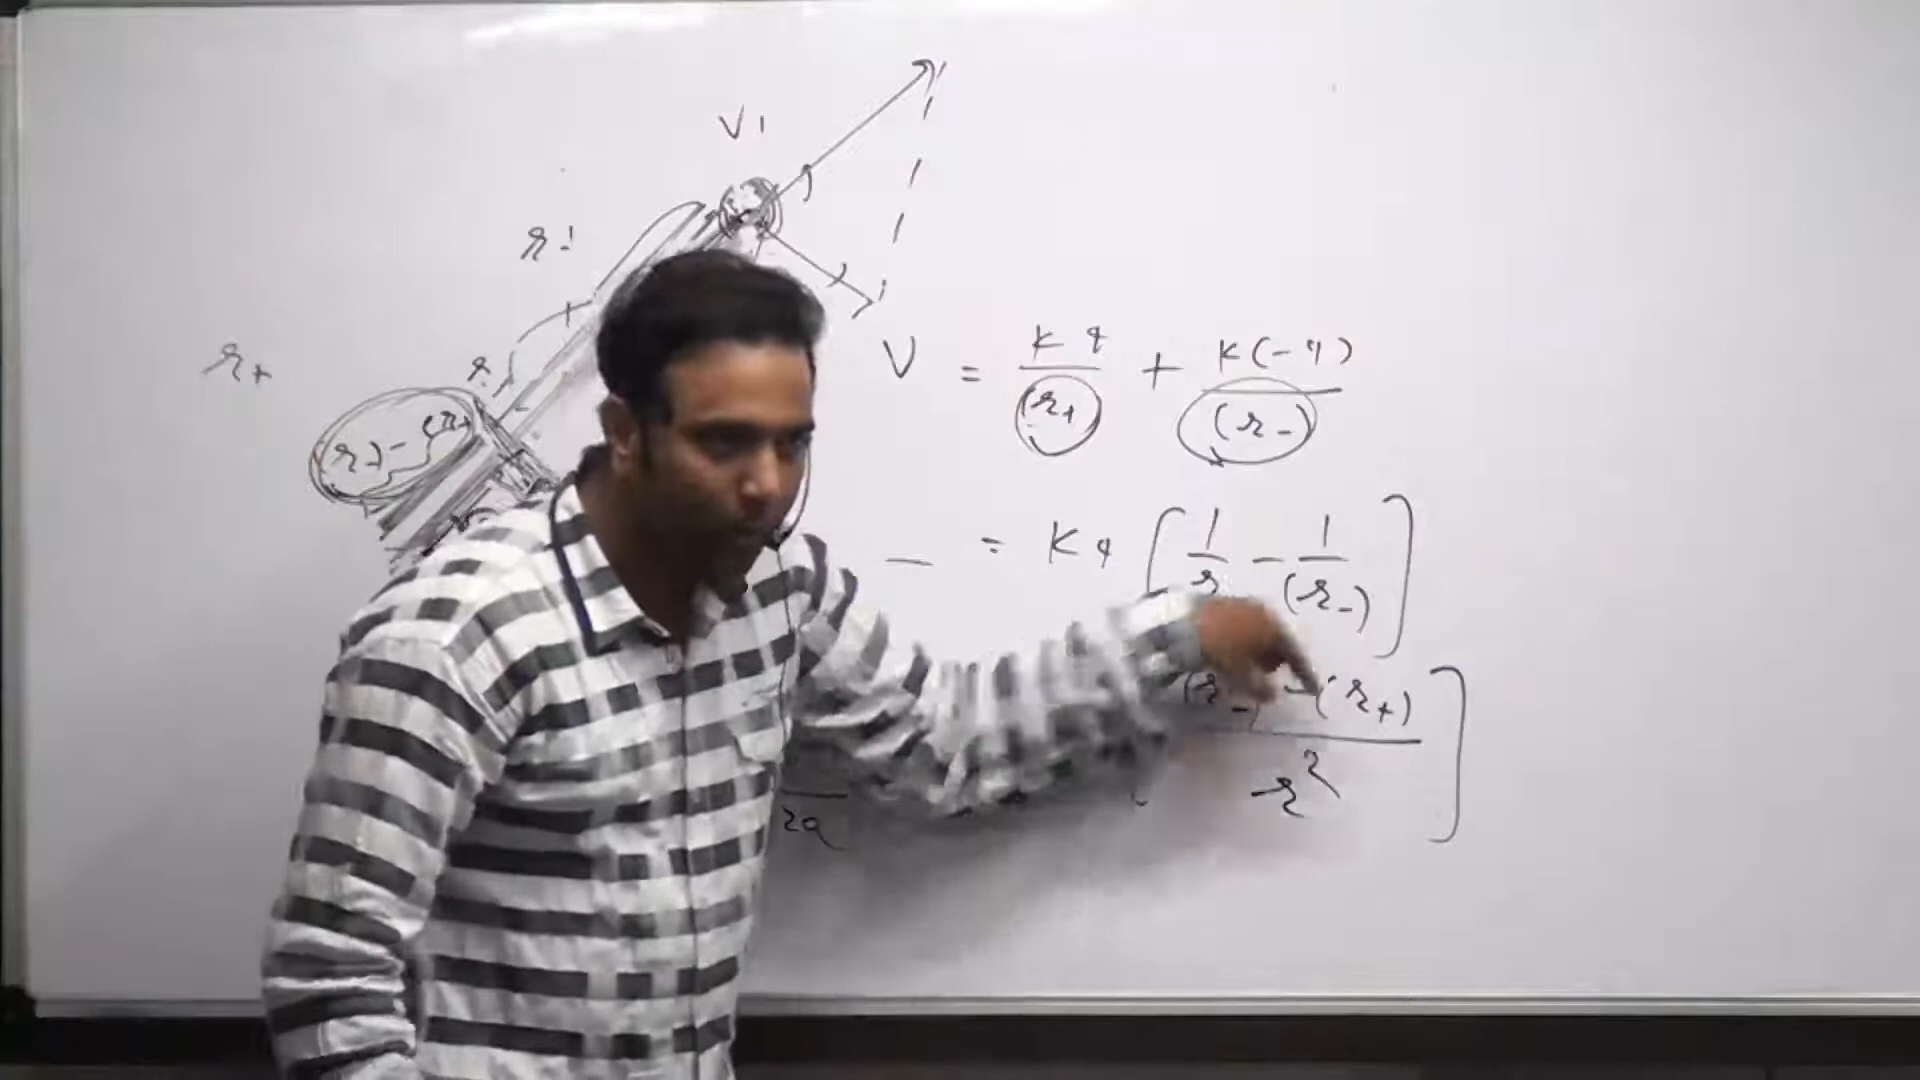 V1
r-
r+
r-) - (r+
V = Kq/(r+) + K(-q)/(r-)
= Kq [ 1/r - 1/(r-) ]
(r-) - (r+) / r² ]
2a